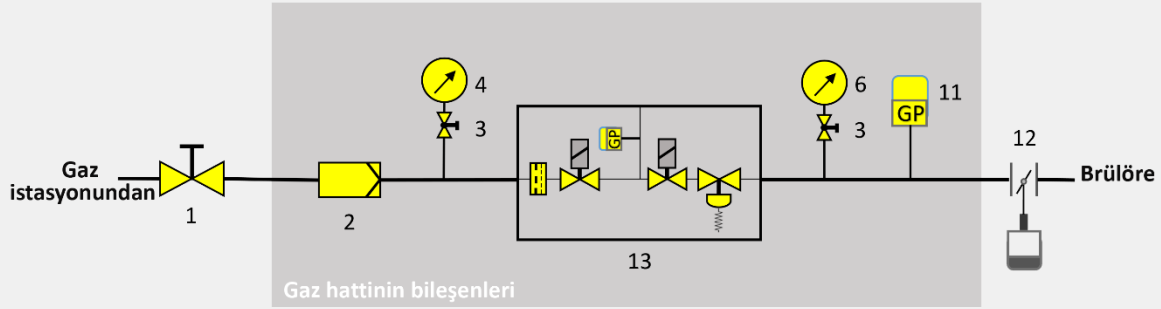 4
6
11
GP
3
GP
3
12
Gaz
istasyonundan
Brülöre
1
2
13
Gaz hattinin bileşenleri